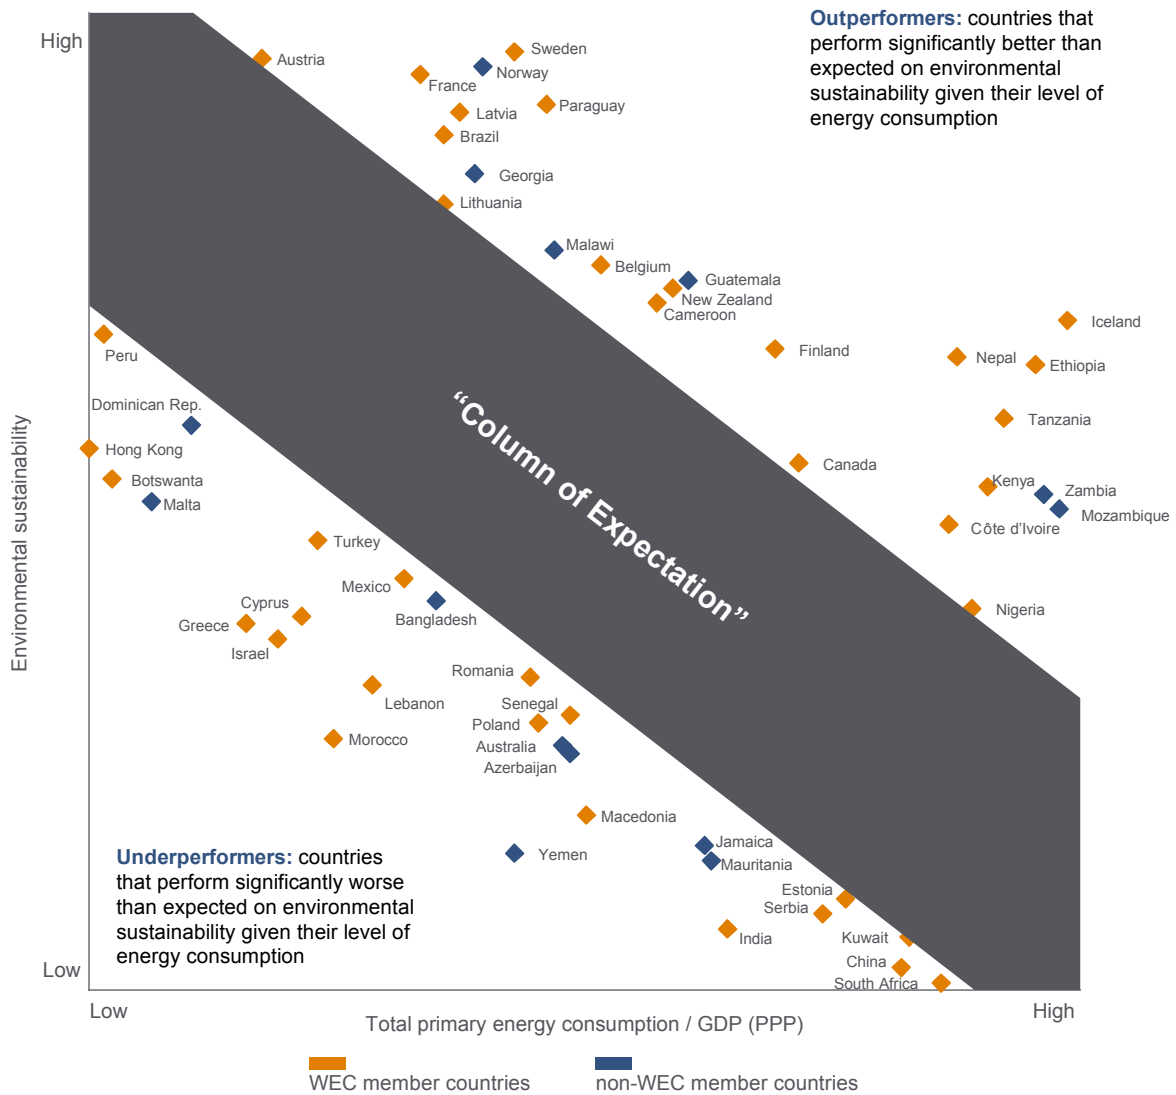 High
Outperformers: countries that
perform significantly better than
expected on environmental
sustainability given their level of
energy consumption
Sweden
Austria
Norway
France
Paraguay
Latvia
Brazil
Georgia
Lithuania
Malawi
Belgium
Guatemala
New Zealand
Cameroon
Iceland
Finland
Nepal
Ethiopia
Peru
Dominican Rep.
Tanzania
Hong Kong
Canada
Botswanta
Kenya
Zambia
Malta
Mozambique
Côte d'Ivoire
"Column of Expectation"
Environmental sustainability
Turkey
Mexico
Cyprus
Nigeria
Greece
Bangladesh
Israel
Romania
Lebanon
Senegal
Poland
Morocco
Australia
Azerbaijan
Macedonia
Jamaica
Yemen
Mauritania
Underperformers: countries
that perform significantly worse
than expected on environmental
sustainability given their level of
energy consumption
Estonia
Serbia
India
Kuwait
China
South Africa
Low
Low
High
Total primary energy consumption / GDP (PPP)
WEC member countries
non-WEC member countries